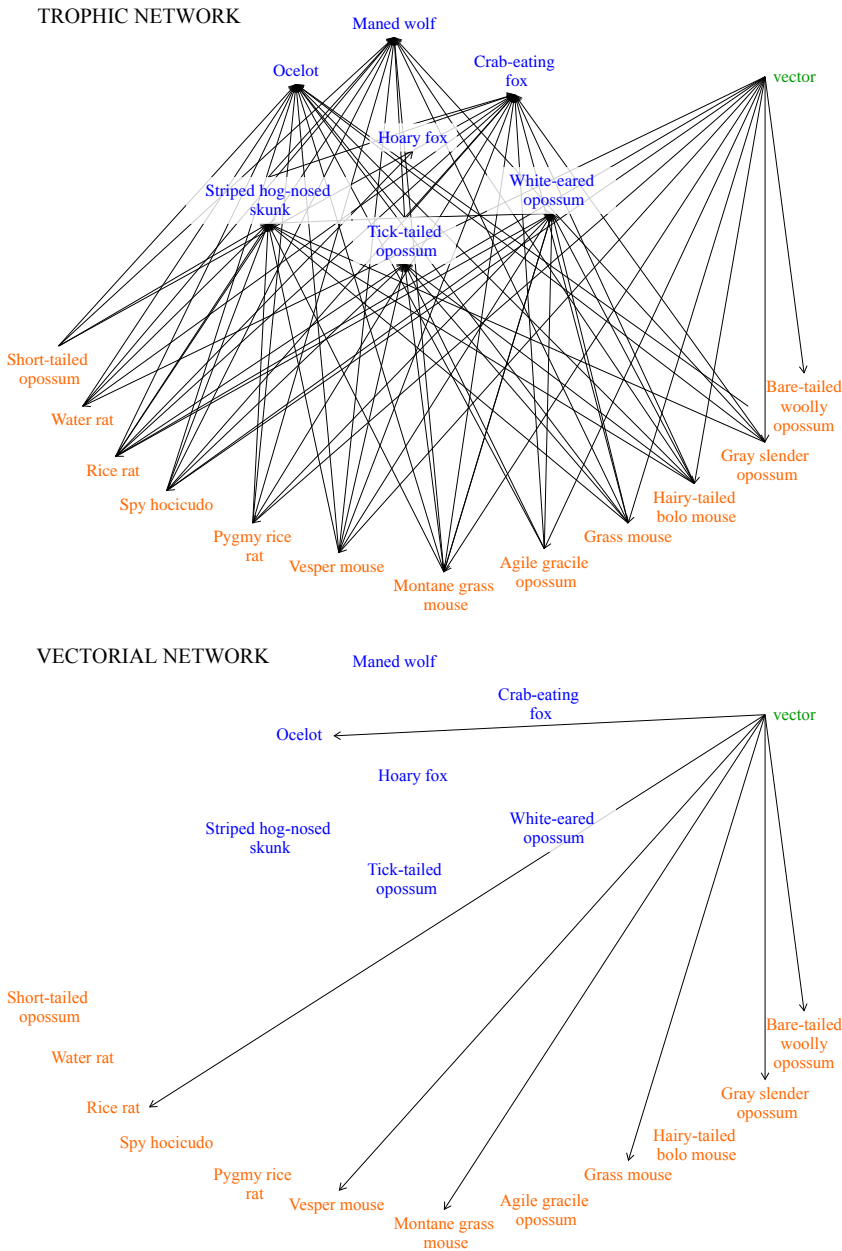 TROPHIC NETWORK
Maned wolf
Ocelot
Crab-eating
fox
vector
Hoary fox
Striped hog-nosed
skunk
White-eared
opossum
Tick-tailed
opossum
Short-tailed
opossum
Bare-tailed
woolly
opossum
Water rat
Rice rat
Gray slender
opossum
Spy hocicudo
Hairy-tailed
bolo mouse
Pygmy rice
rat
Grass mouse
Vesper mouse
Agile gracile
opossum
Montane grass
mouse
VECTORIAL NETWORK
Maned wolf
Crab-eating
fox
vector
Ocelot
Hoary fox
Striped hog-nosed
skunk
White-eared
opossum
Tick-tailed
opossum
Short-tailed
opossum
Bare-tailed
woolly
opossum
Water rat
Rice rat
Gray slender
opossum
Spy hocicudo
Hairy-tailed
bolo mouse
Pygmy rice
rat
Grass mouse
Vesper mouse
Agile gracile
opossum
Montane grass
mouse